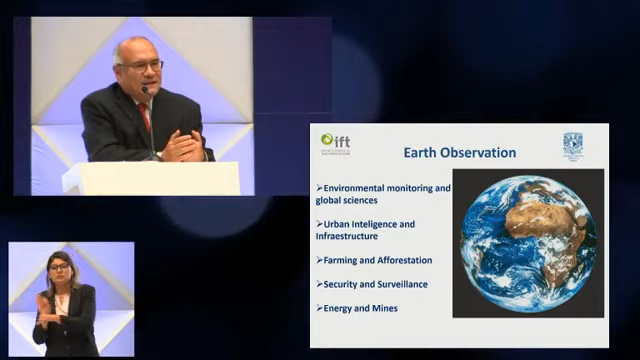 ift
Earth Observation
➢Environmental monitoring and
global sciences
➢Urban Inteligence and
Infraestructure
➢Farming and Afforestation
➢Security and Surveillance
➢Energy and Mines